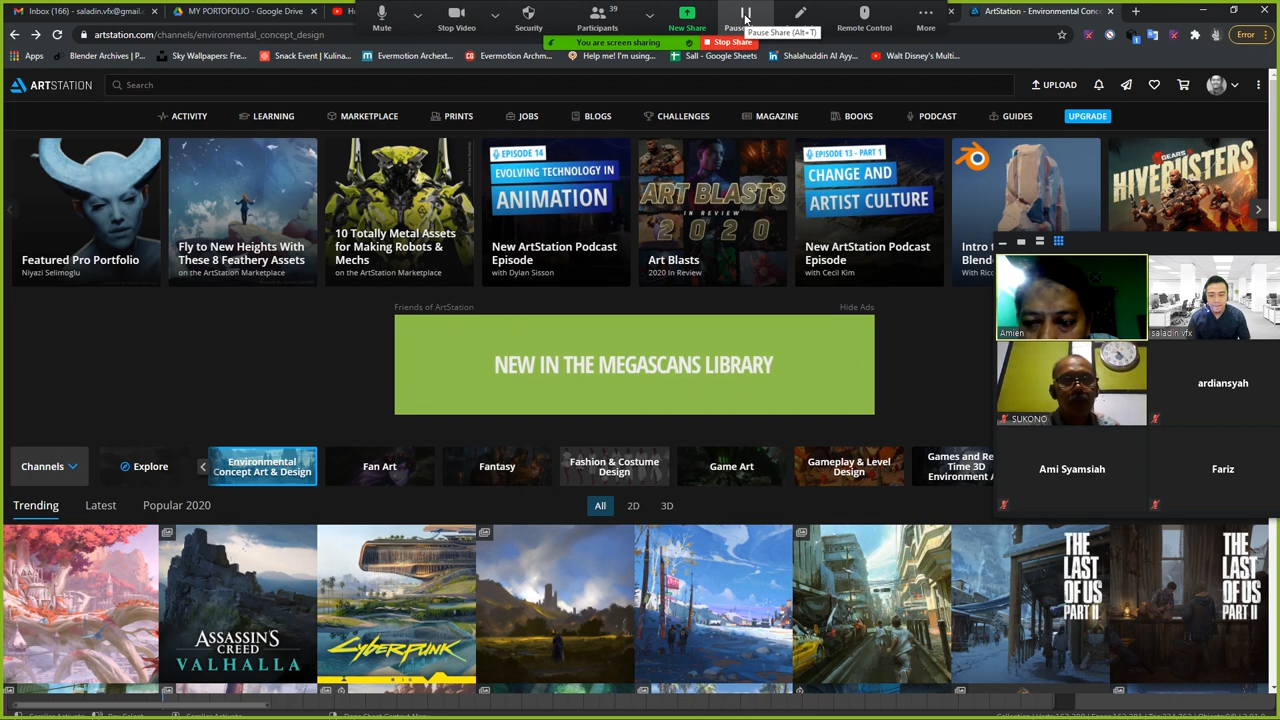 Inbox (166) - saladin.vfx@gmail.
MY PORTOFOLIO - Google Drive
ArtStation - Environmental Conc
39
Mute
Stop Video
Security
Participants
New Share
Remote Control
More
Pause Share (Alt+T)
You are screen sharing
Stop Share
artstation.com/channels/environmental_concept_design
Error
Apps
Blender Archives | P...
Sky Wallpapers: Fre...
Snack Event | Kulina...
Evermotion Archext...
Evermotion Archm...
Help me! I'm using...
Sall - Google Sheets
Shalahuddin Al Ayy...
Walt Disney's Multi...
ARTSTATION
Search
UPLOAD
ACTIVITY
LEARNING
MARKETPLACE
PRINTS
JOBS
BLOGS
CHALLENGES
MAGAZINE
BOOKS
PODCAST
GUIDES
UPGRADE
Featured Pro Portfolio
Niyazi Selimoglu
Fly to New Heights With
These 8 Feathery Assets
on the ArtStation Marketplace
10 Totally Metal Assets
for Making Robots &
Mechs
on the ArtStation Marketplace
EPISODE 14
EVOLVING TECHNOLOGY IN
ANIMATION
New ArtStation Podcast
Episode
with Dylan Sisson
ART BLASTS
IN REVIEW
2020
Art Blasts
2020 In Review
EPISODE 13 - PART 1
CHANGE AND
ARTIST CULTURE
New ArtStation Podcast
Episode
with Cecil Kim
Intro t
Blend
With Ricc
GEARS
HIVEBUSTERS
Friends of ArtStation
Hide Ads
NEW IN THE MEGASCANS LIBRARY
Amien
saladin vfx
SUKONO
ardiansyah
Ami Syamsiah
Fariz
Channels
Explore
Environmental
Concept Art & Design
Fan Art
Fantasy
Fashion & Costume
Design
Game Art
Gameplay & Level
Design
Games and Re
Time 3D
Environment A
Trending
Latest
Popular 2020
All
2D
3D
ASSASSIN'S
CREED
VALHALLA
CYBERPUNK
THE
LAST
OF US
PART II
THE
LAST
OF US
PART II